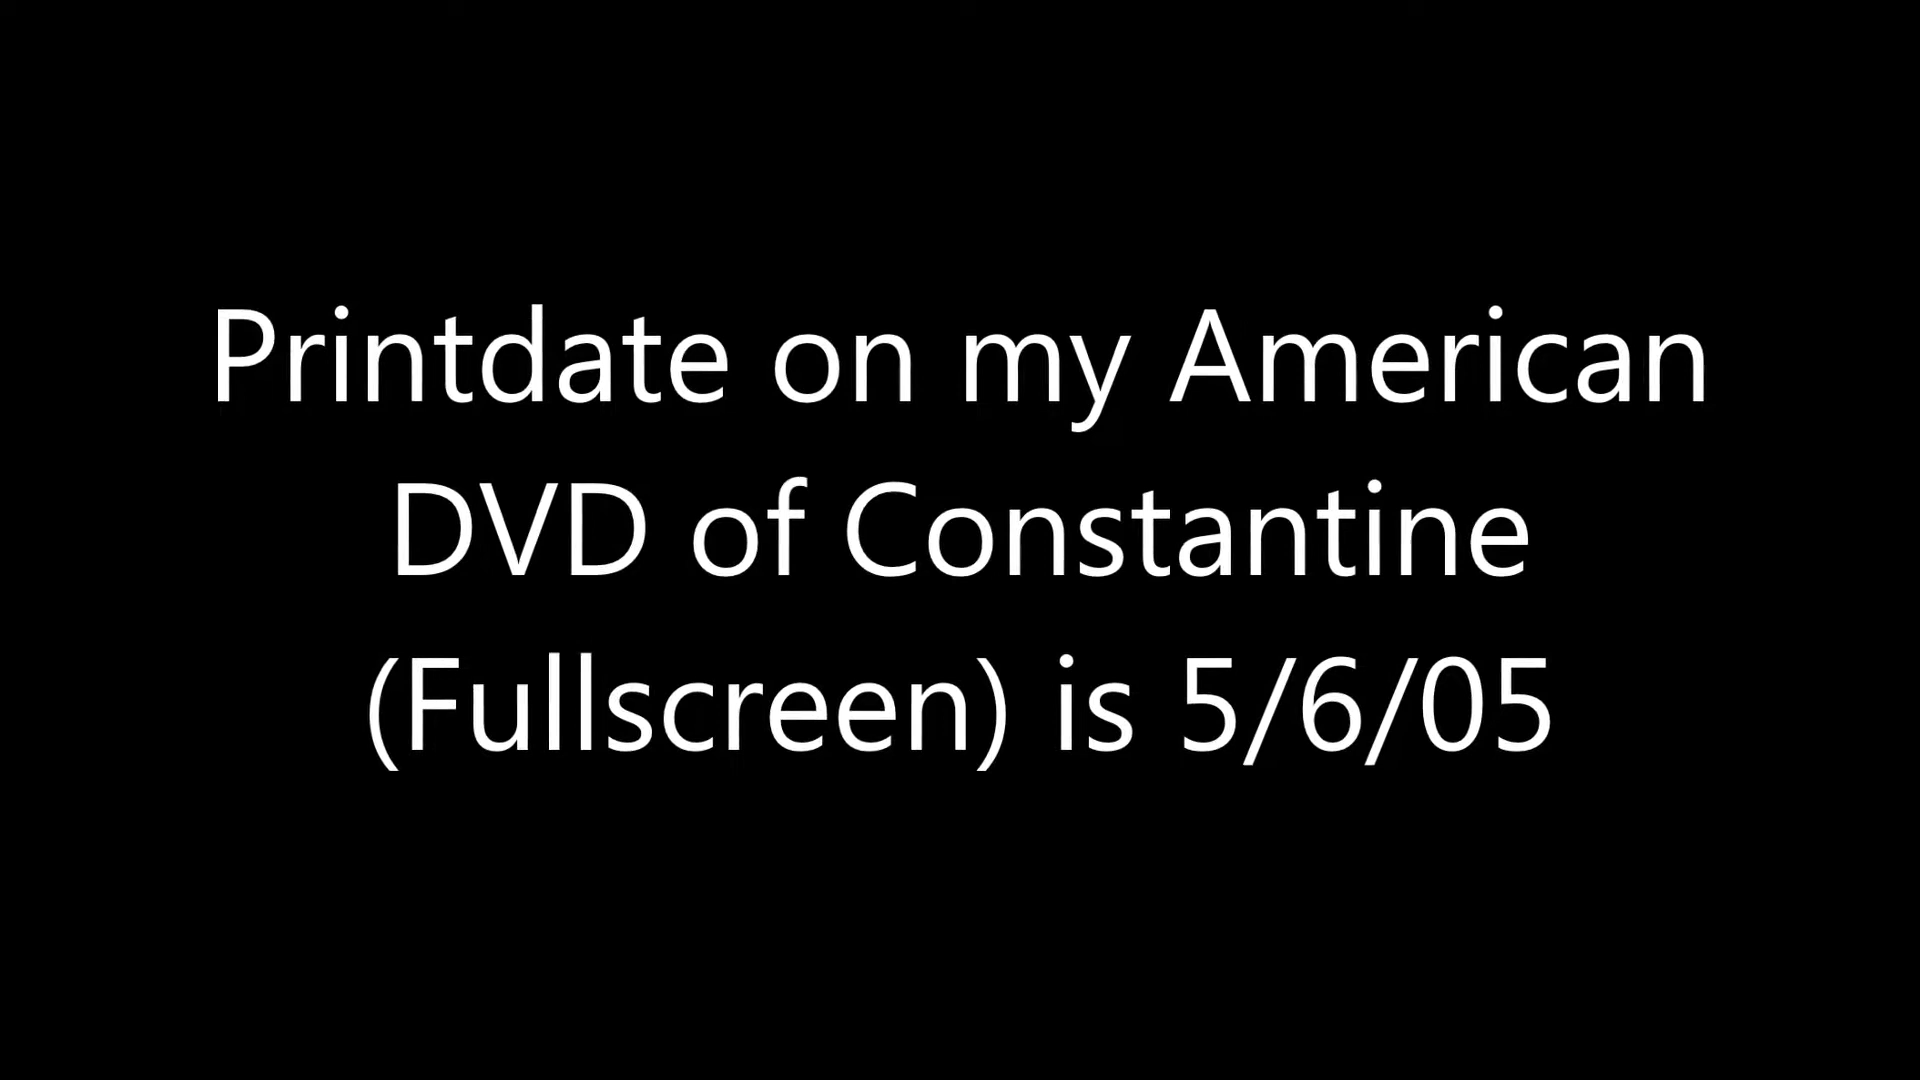 Printdate on my American
DVD of Constantine
(Fullscreen) is 5/6/05